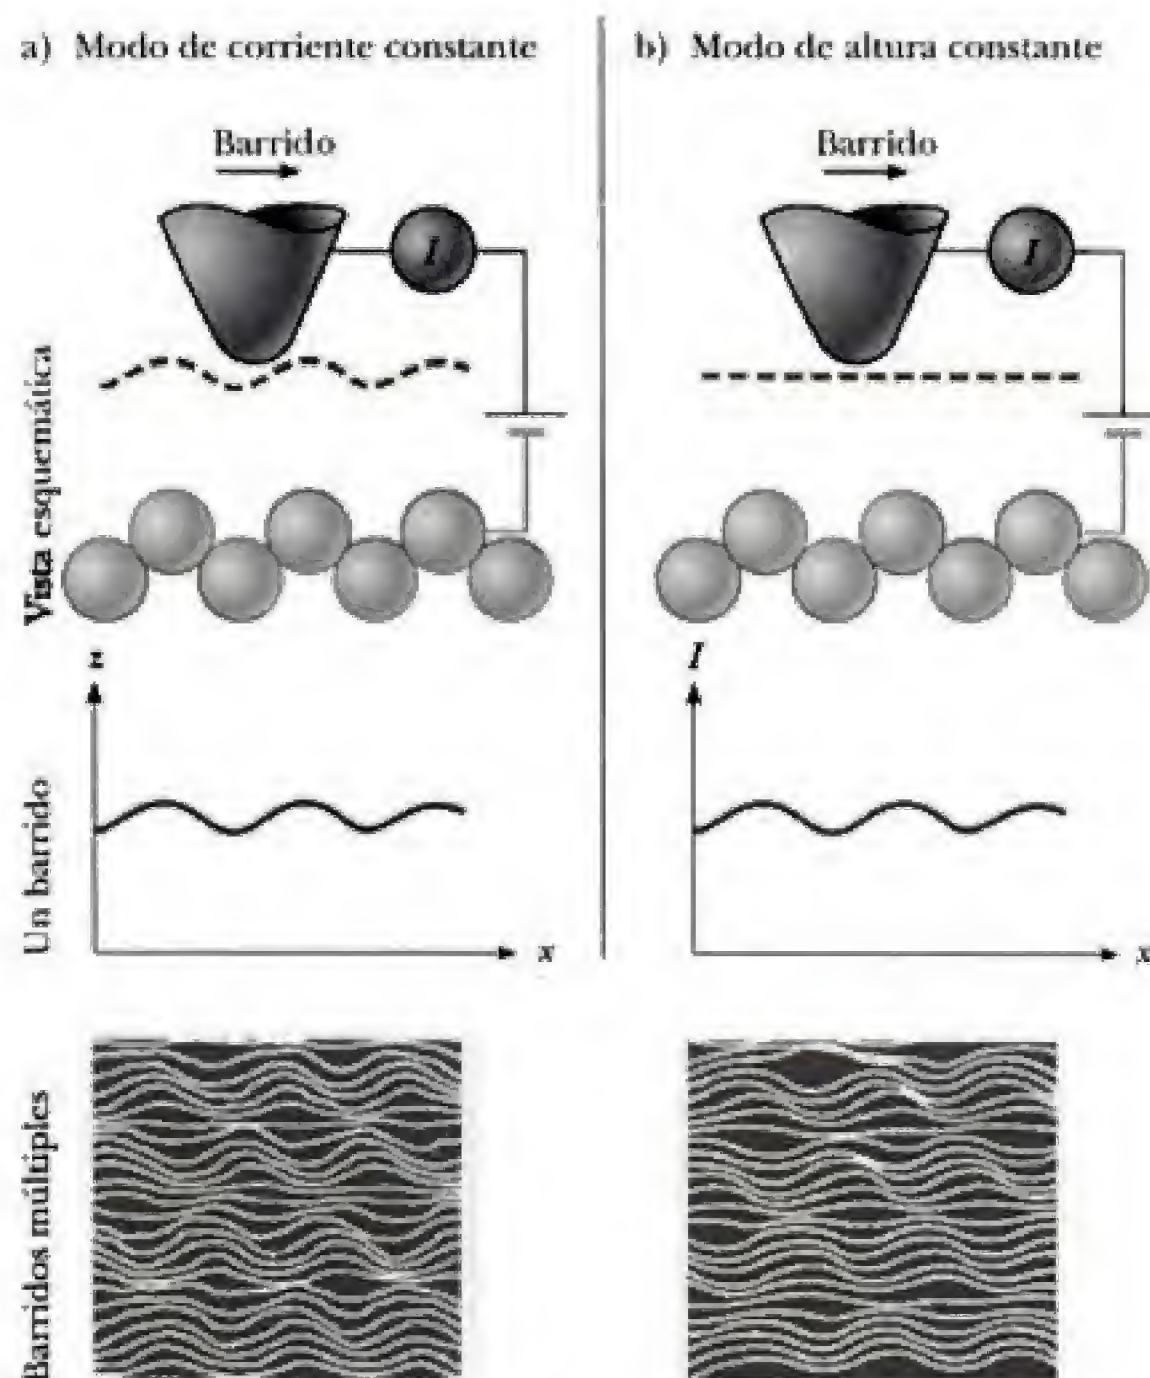 a) Modo de corriente constante
b) Modo de altura constante
Barrido
Barrido
I
I
Vista esquemática
z
I
Un barrido
x
x
Barridos múltiples